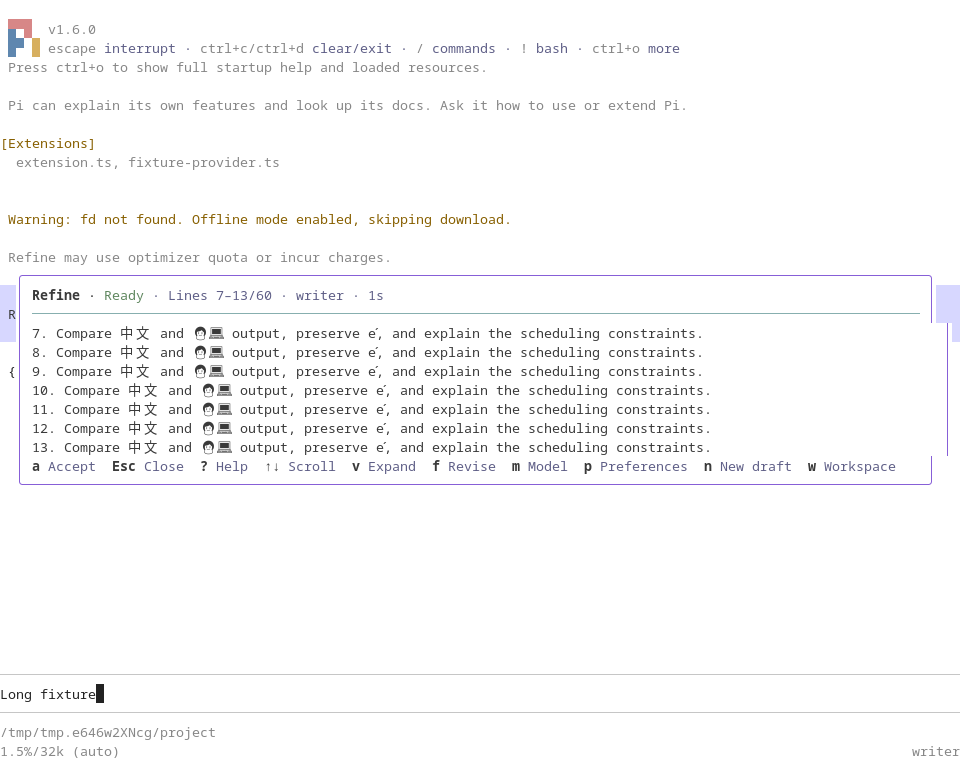 v1.6.0
escape interrupt · ctrl+c/ctrl+d clear/exit · / commands · ! bash · ctrl+o more
Press ctrl+o to show full startup help and loaded resources.
Pi can explain its own features and look up its docs. Ask it how to use or extend Pi.
[Extensions]
extension.ts, fixture-provider.ts
Warning: fd not found. Offline mode enabled, skipping download.
Refine may use optimizer quota or incur charges.
Refine · Ready · Lines 7–13/60 · writer · 1s
R
7. Compare 中文 and 👩💻 output, preserve é, and explain the scheduling constraints.
8. Compare 中文 and 👩💻 output, preserve é, and explain the scheduling constraints.
{ 9. Compare 中文 and 👩💻 output, preserve é, and explain the scheduling constraints.
10. Compare 中文 and 👩💻 output, preserve é, and explain the scheduling constraints.
11. Compare 中文 and 👩💻 output, preserve é, and explain the scheduling constraints.
12. Compare 中文 and 👩💻 output, preserve é, and explain the scheduling constraints.
13. Compare 中文 and 👩💻 output, preserve é, and explain the scheduling constraints.
a Accept Esc Close ? Help ↑↓ Scroll v Expand f Revise m Model p Preferences n New draft w Workspace
Long fixture
/tmp/tmp.e646w2XNcg/project
1.5%/32k (auto) writer